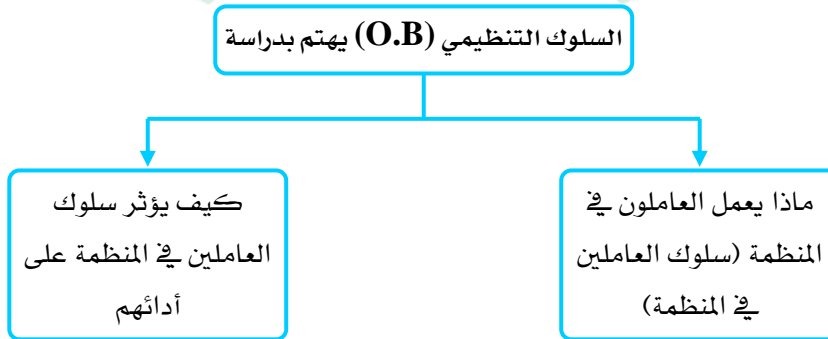 السلوك التنظيمي (O.B) يهتم بدراسة
ماذا يعمل العاملون في
المنظمة (سلوك العاملين
في المنظمة)
كيف يؤثر سلوك
العاملين في المنظمة على
أدائهم